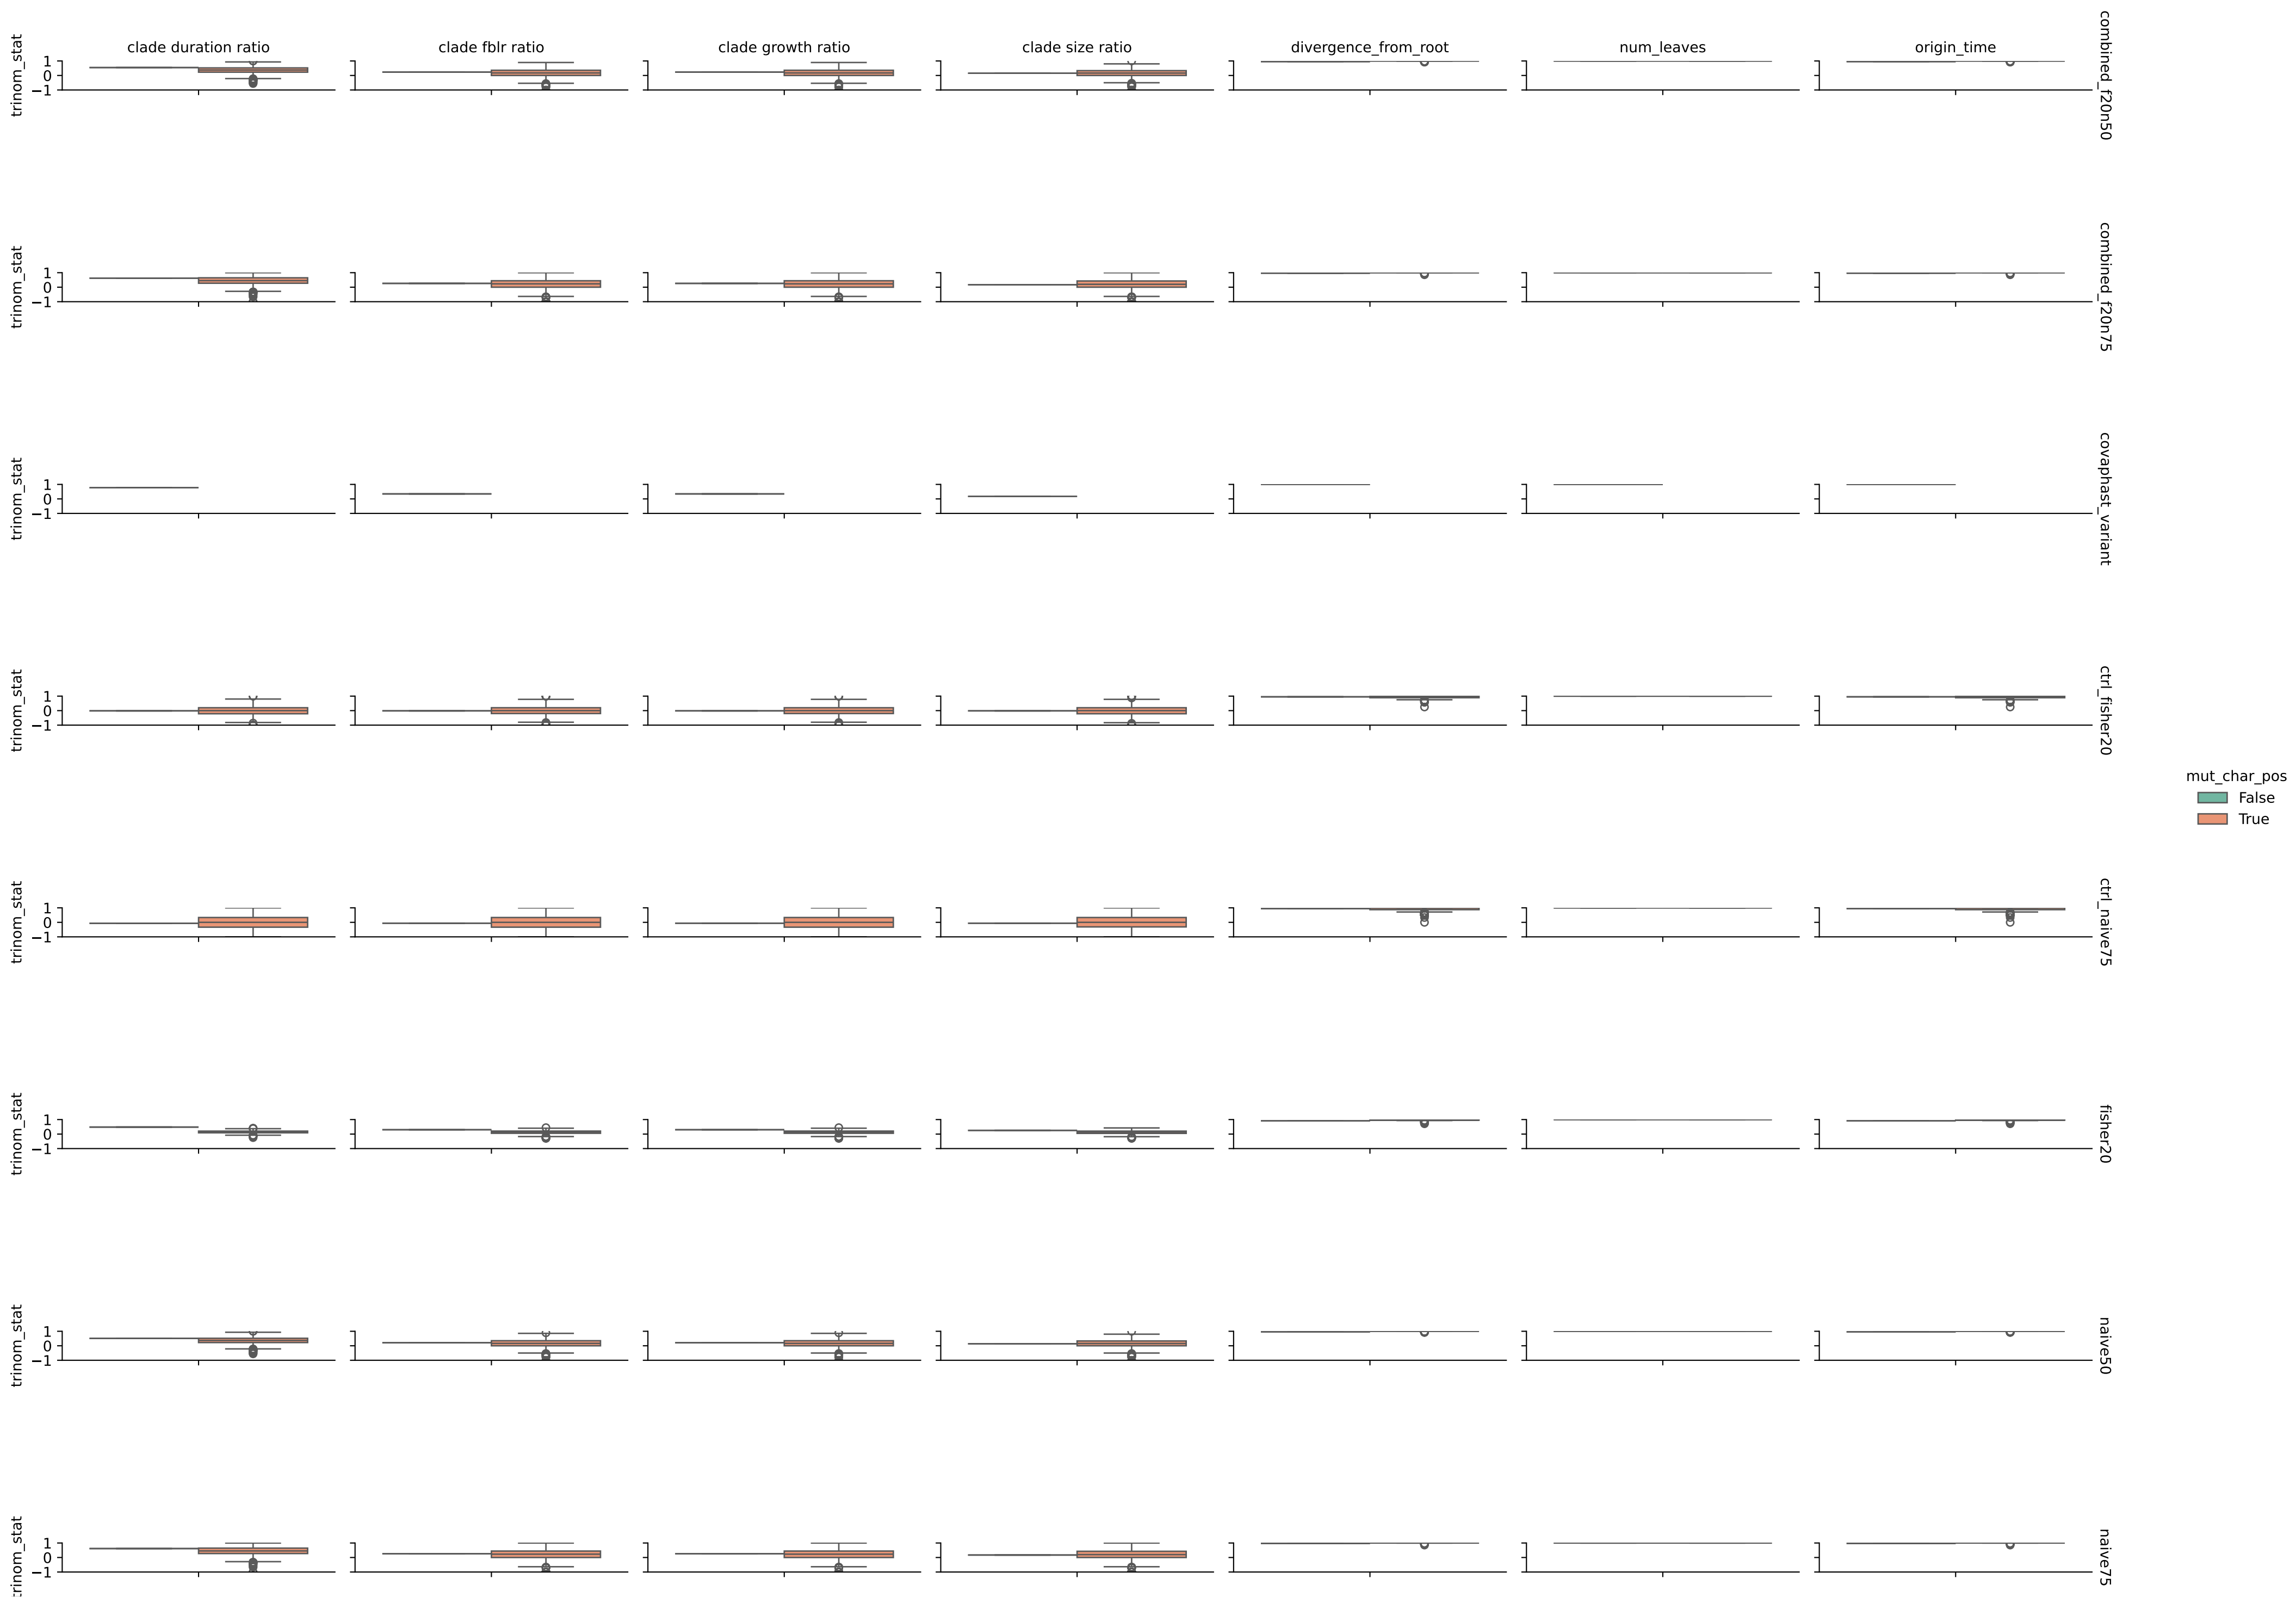 clade duration ratio
clade fblr ratio
clade growth ratio
clade size ratio
divergence_from_root
num_leaves
origin_time
trinom_stat
1
0
−1
combined_f20n50
trinom_stat
1
0
−1
combined_f20n75
trinom_stat
1
0
−1
covaphast_variant
trinom_stat
1
0
−1
ctrl_fisher20
mut_char_pos
False
True
trinom_stat
1
0
−1
ctrl_naive75
trinom_stat
1
0
−1
fisher20
trinom_stat
1
0
−1
naive50
trinom_stat
1
0
−1
naive75